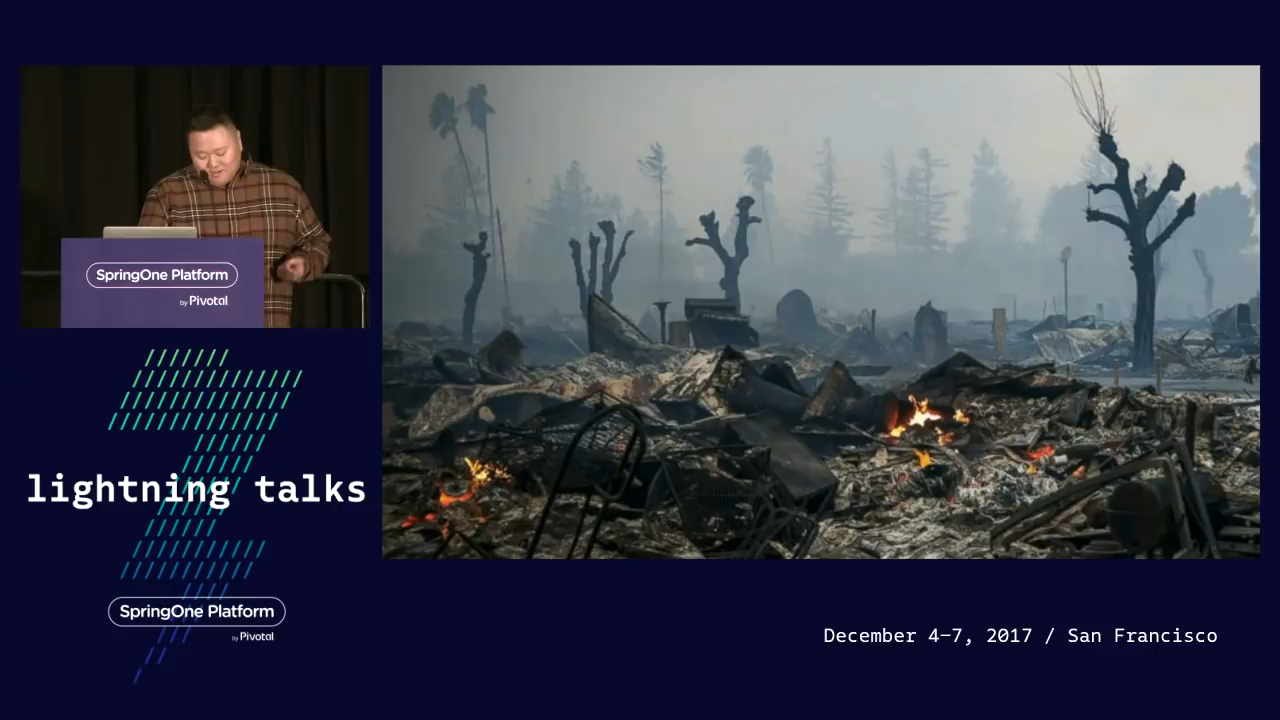 SpringOne Platform
by Pivotal
lightning talks
SpringOne Platform
by Pivotal
December 4–7, 2017 / San Francisco